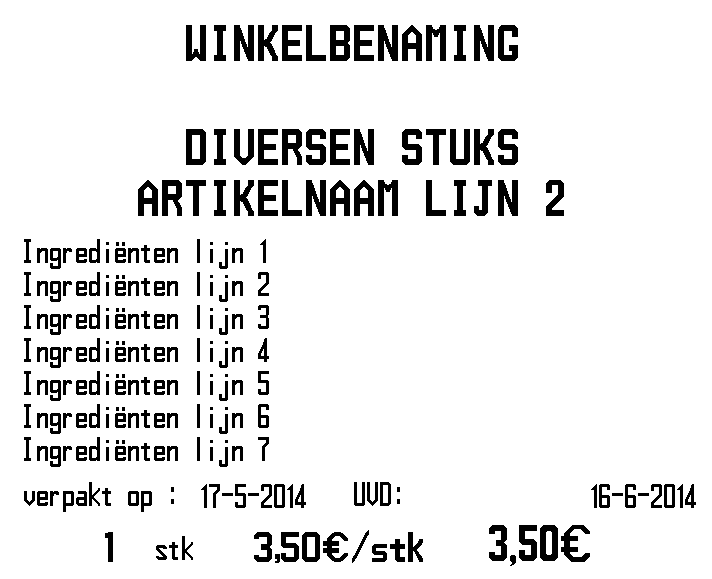 WINKELBENAMING
DIVERSEN STUKS
ARTIKELNAAM LIJN 2
Ingrediënten lijn 1
Ingrediënten lijn 2
Ingrediënten lijn 3
Ingrediënten lijn 4
Ingrediënten lijn 5
Ingrediënten lijn 6
Ingrediënten lijn 7
verpakt op : 17-5-2014 UVD: 16-6-2014
1 stk 3,50€/stk 3,50€